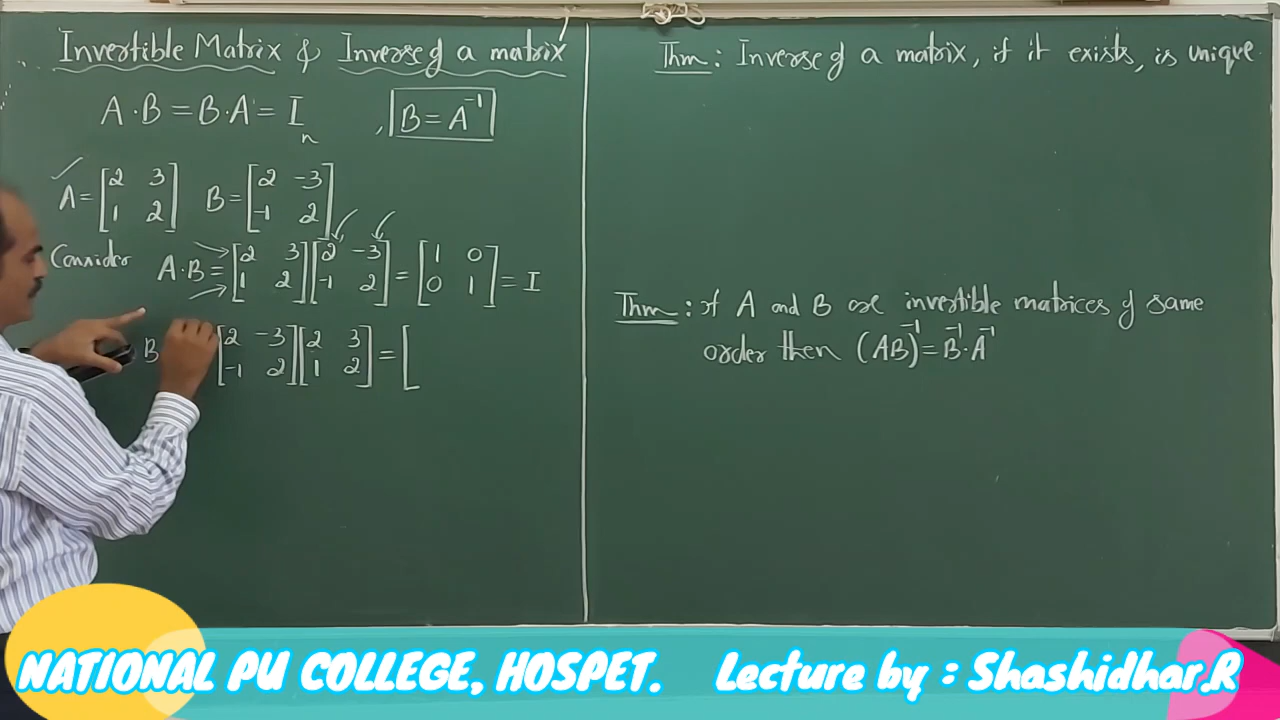 Invertible Matrix & Inverse of a matrix
A·B = B·A = Iₙ , B = A⁻¹
A = [2 3; 1 2] B = [2 -3; -1 2]
Consider A·B = [2 3; 1 2] [2 -3; -1 2] = [1 0; 0 1] = I
B [2 -3; -1 2] [2 3; 1 2] = [
Thm : Inverse of a matrix, if it exists, is unique
Thm : If A and B are invertible matrices of same
order then (AB)⁻¹ = B⁻¹·A⁻¹
NATIONAL PU COLLEGE, HOSPET. Lecture by : Shashidhar.R